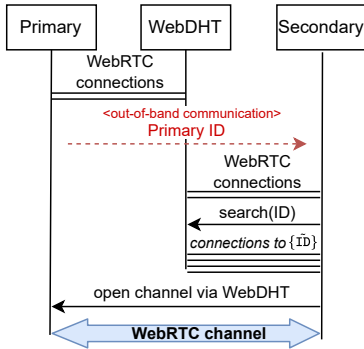 Primary
WebDHT
Secondary
WebRTC
connections
<out-of-band communication>
Primary ID
WebRTC
connections
search(ID)
connections to {ĨD}
open channel via WebDHT
WebRTC channel